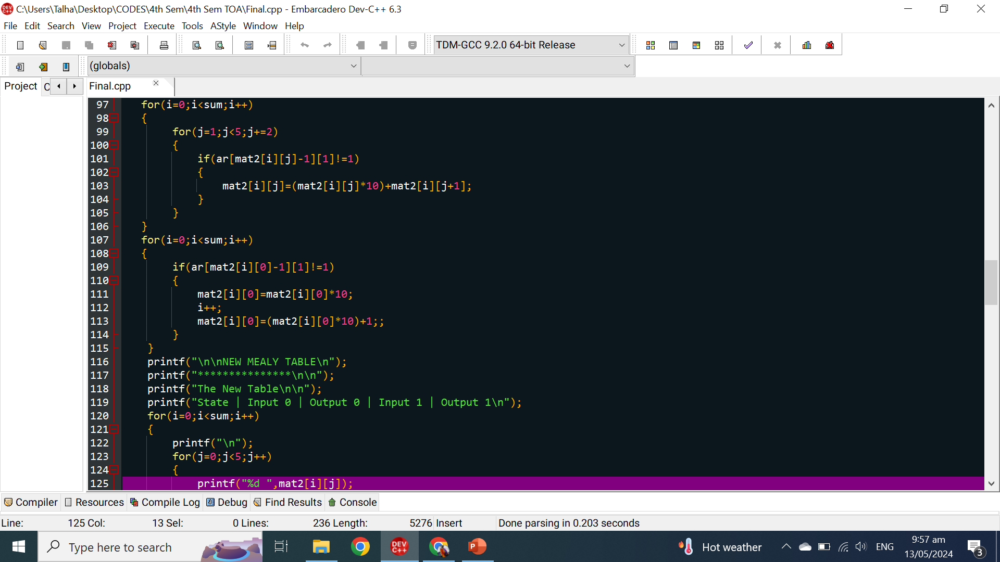 C:\Users\Talha\Desktop\CODES\4th Sem\4th Sem TOA\Final.cpp - Embarcadero Dev-C++ 6.3
File Edit Search View Project Execute Tools AStyle Window Help
TDM-GCC 9.2.0 64-bit Release
(globals)
Project C Final.cpp
97 for(i=0;i<sum;i++)
98 {
99 for(j=1;j<5;j+=2)
100 {
101 if(ar[mat2[i][j]-1][1]!=1)
102 {
103 mat2[i][j]=(mat2[i][j]*10)+mat2[i][j+1];
104 }
105 }
106 }
107 for(i=0;i<sum;i++)
108 {
109 if(ar[mat2[i][0]-1][1]!=1)
110 {
111 mat2[i][0]=mat2[i][0]*10;
112 i++;
113 mat2[i][0]=(mat2[i][0]*10)+1;;
114 }
115 }
116 printf("\n\nNEW MEALY TABLE\n");
117 printf("***************\n\n");
118 printf("The New Table\n\n");
119 printf("State | Input 0 | Output 0 | Input 1 | Output 1\n");
120 for(i=0;i<sum;i++)
121 {
122 printf("\n");
123 for(j=0;j<5;j++)
124 {
125 printf("%d ",mat2[i][j]);
Compiler Resources Compile Log Debug Find Results Console
Line: 125 Col: 13 Sel: 0 Lines: 236 Length: 5276 Insert Done parsing in 0.203 seconds
Type here to search
DEV C++
Hot weather
ENG
9:57 am
13/05/2024
3